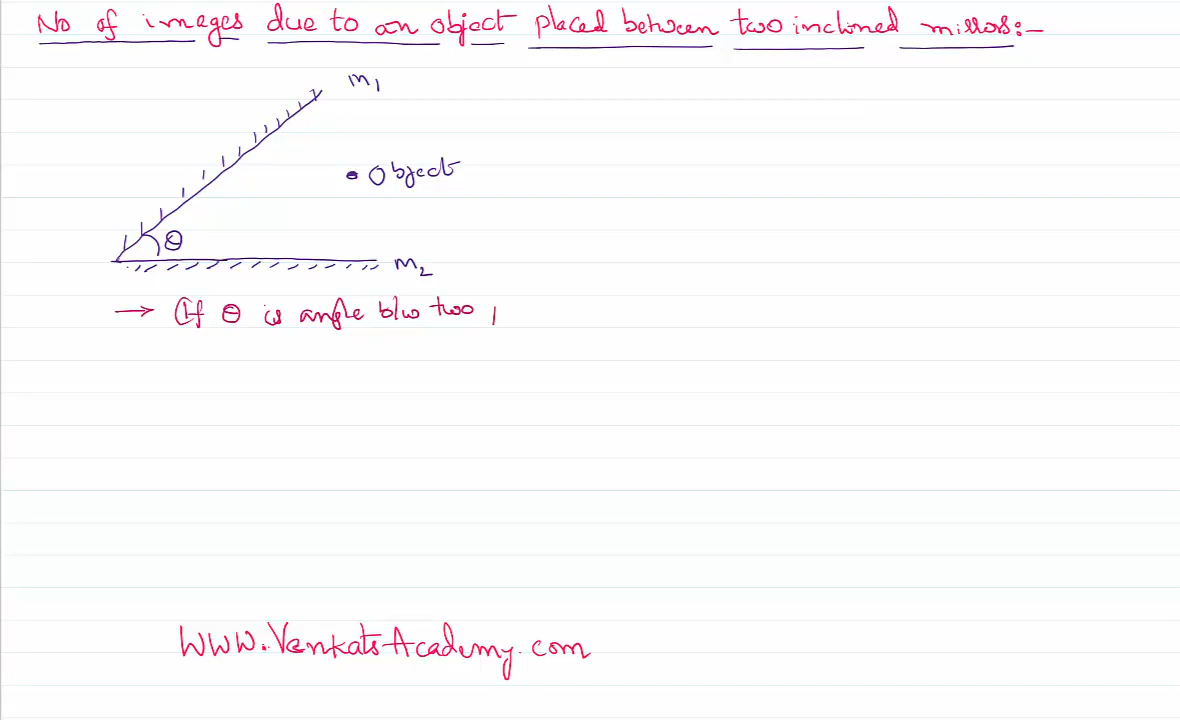 No of images due to an object placed between two inclined mirrors:-
m1
• Object
θ
m2
→ If θ is angle b/w two
www.VenkatsAcademy.com